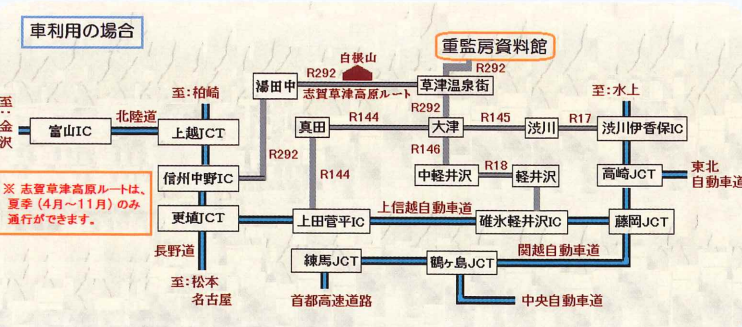 車利用の場合
重監房資料館
白根山
R292
R292
湯田中
志賀草津高原ルート
草津温泉街
至:柏崎
至:水上
至:金沢
富山IC
北陸道
上越JCT
R292
真田
R144
大津
R145
渋川
R17
渋川伊香保IC
R292
R144
R146
信州中野IC
中軽井沢
R18
軽井沢
高崎JCT
東北
自動車道
※ 志賀草津高原ルートは、
夏季(4月~11月)のみ
通行ができます。
更埴JCT
上田菅平IC
上信越自動車道
碓氷軽井沢IC
藤岡JCT
長野道
練馬JCT
鶴ヶ島JCT
関越自動車道
至:松本
名古屋
首都高速道路
中央自動車道